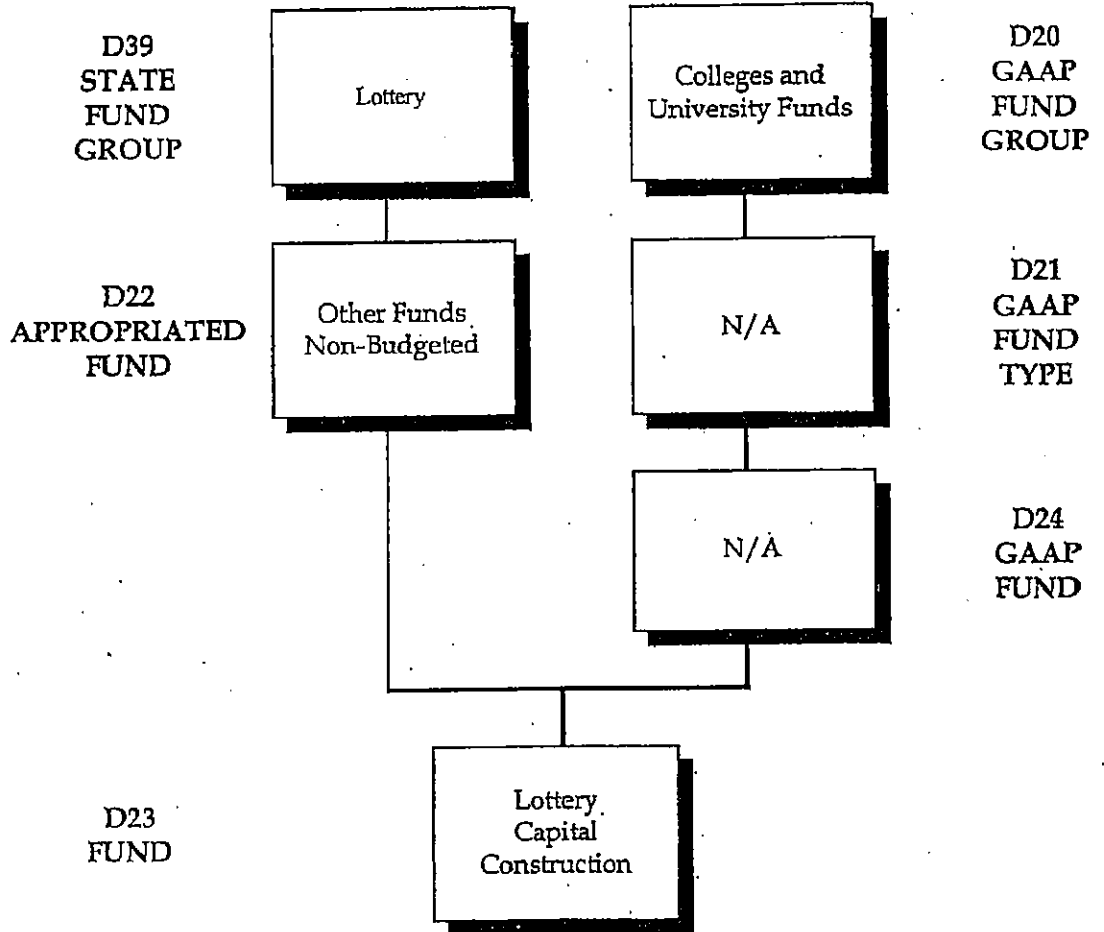 D39
STATE
FUND
GROUP
Lottery
Colleges and
University Funds
D20
GAAP
FUND
GROUP
D22
APPROPRIATED
FUND
Other Funds
Non-Budgeted
N/A
D21
GAAP
FUND
TYPE
N/A
D24
GAAP
FUND
D23
FUND
Lottery
Capital
Construction